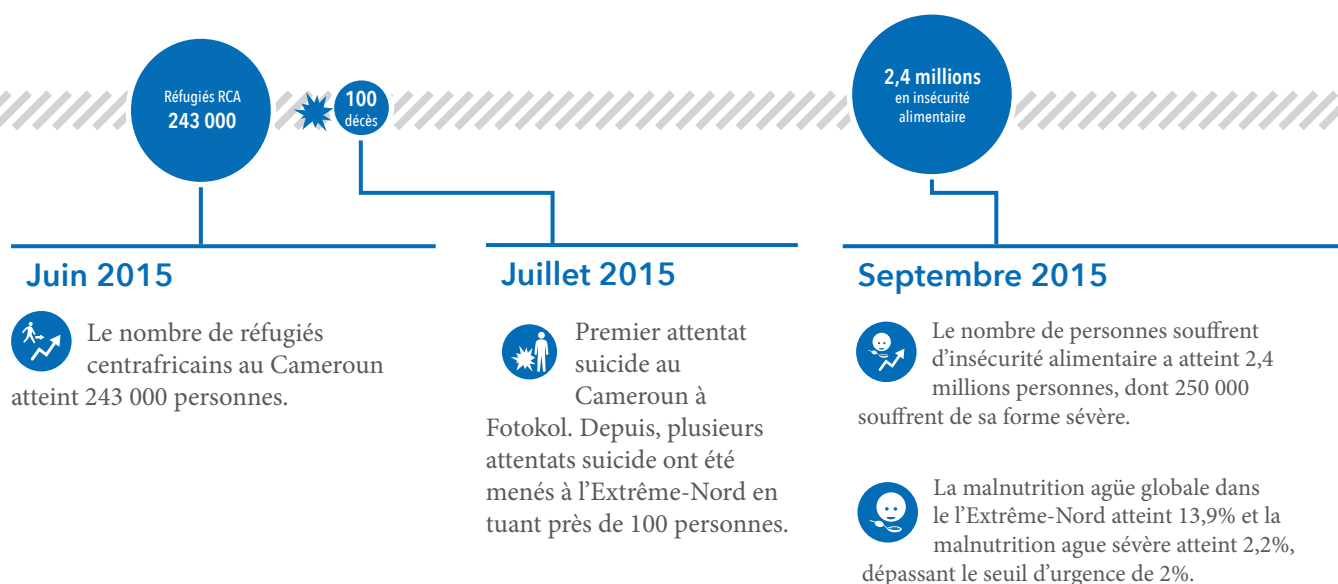 Réfugiés RCA
243 000
100
décès
2,4 millions
en insécurité
alimentaire
Juin 2015
Le nombre de réfugiés
centrafricains au Cameroun
atteint 243 000 personnes.
Juillet 2015
Premier attentat
suicide au
Cameroun à
Fotokol. Depuis, plusieurs
attentats suicide ont été
menés à l’Extrême-Nord en
tuant près de 100 personnes.
Septembre 2015
Le nombre de personnes souffrent
d’insécurité alimentaire a atteint 2,4
millions personnes, dont 250 000
souffrent de sa forme sévère.
La malnutrition agüe globale dans
le l’Extrême-Nord atteint 13,9% et la
malnutrition ague sévère atteint 2,2%,
dépassant le seuil d’urgence de 2%.